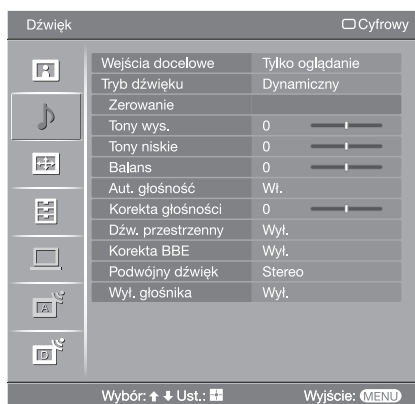 Dźwięk Cyfrowy
Wejścia docelowe Tylko oglądanie
Tryb dźwięku Dynamiczny
Zerowanie
Tony wys. 0
Tony niskie 0
Balans 0
Aut. głośność Wł.
Korekta głośności 0
Dźw. przestrzenny Wył.
Korekta BBE Wył.
Podwójny dźwięk Stereo
Wył. głośnika Wył.
A
D
Wybór: Ust.: Wyjście: MENU